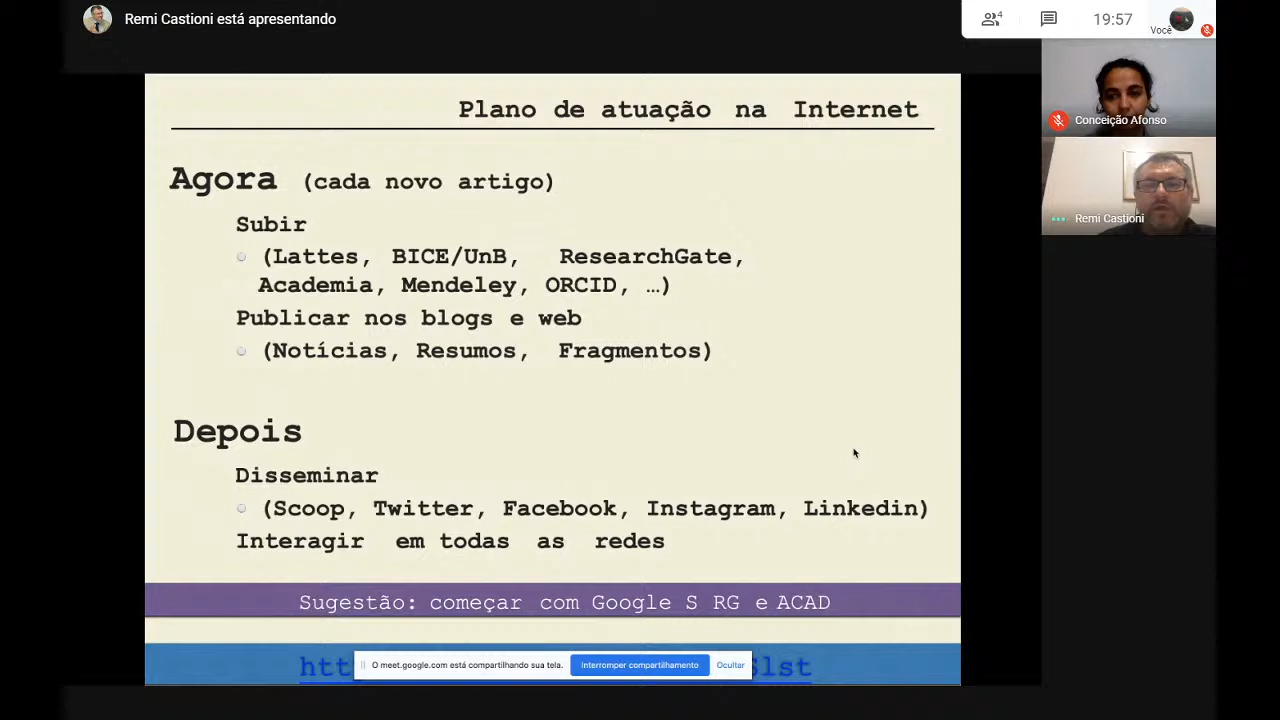 Remi Castioni está apresentando
4
19:57
Você
Conceição Afonso
Remi Castioni
Plano de atuação na Internet
Agora (cada novo artigo)
Subir
(Lattes, BICE/UnB, ResearchGate,
Academia, Mendeley, ORCID, …)
Publicar nos blogs e web
(Notícias, Resumos, Fragmentos)
Depois
Disseminar
(Scoop, Twitter, Facebook, Instagram, Linkedin)
Interagir em todas as redes
Sugestão: começar com Google S RG e ACAD
O meet.google.com está compartilhando sua tela. Interromper compartilhamento Ocultar